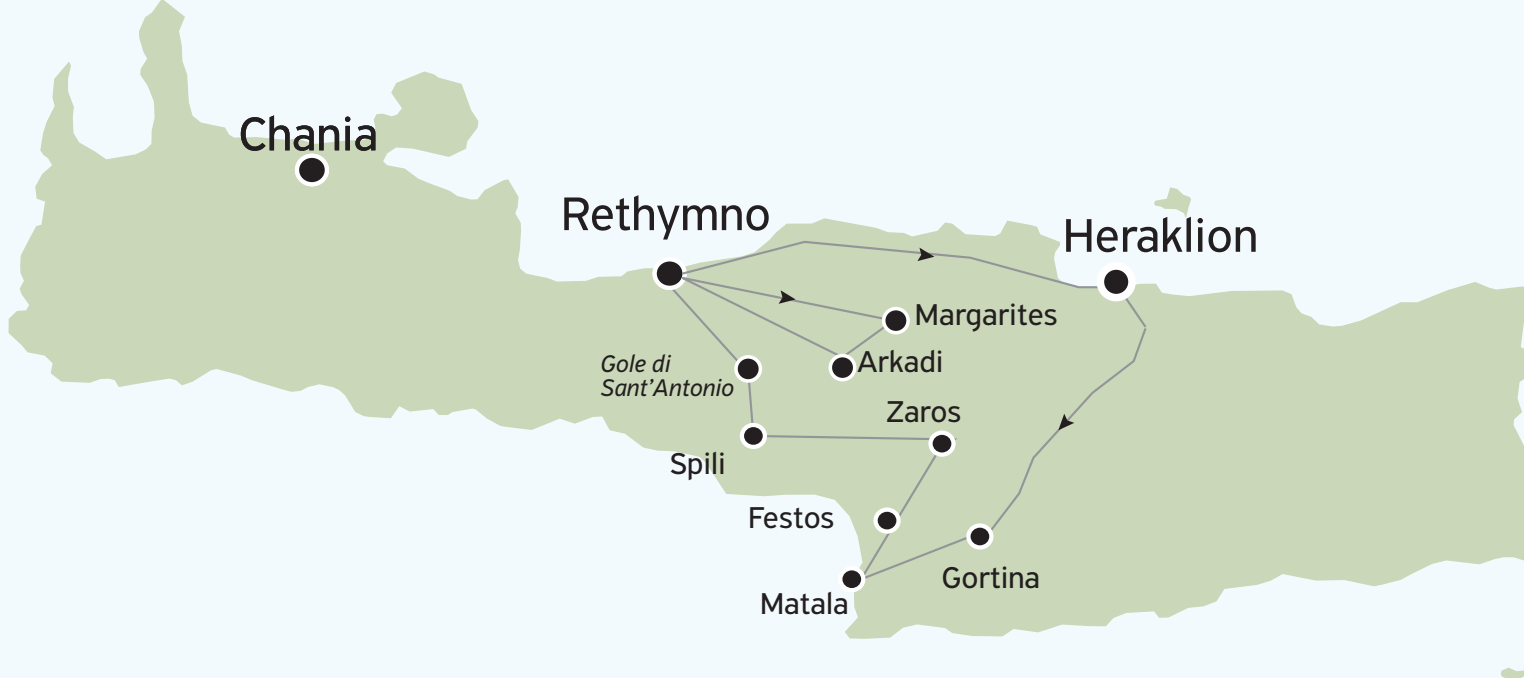 Chania
Rethymno
Heraklion
Margarites
Gole di
Sant’Antonio
Arkadi
Zaros
Spili
Festos
Gortina
Matala